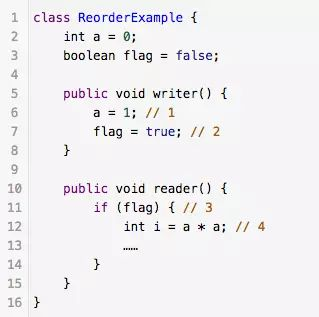 1 class ReorderExample {
2 int a = 0;
3 boolean flag = false;
4
5 public void writer() {
6 a = 1; // 1
7 flag = true; // 2
8 }
9
10 public void reader() {
11 if (flag) { // 3
12 int i = a * a; // 4
13 ……
14 }
15 }
16 }